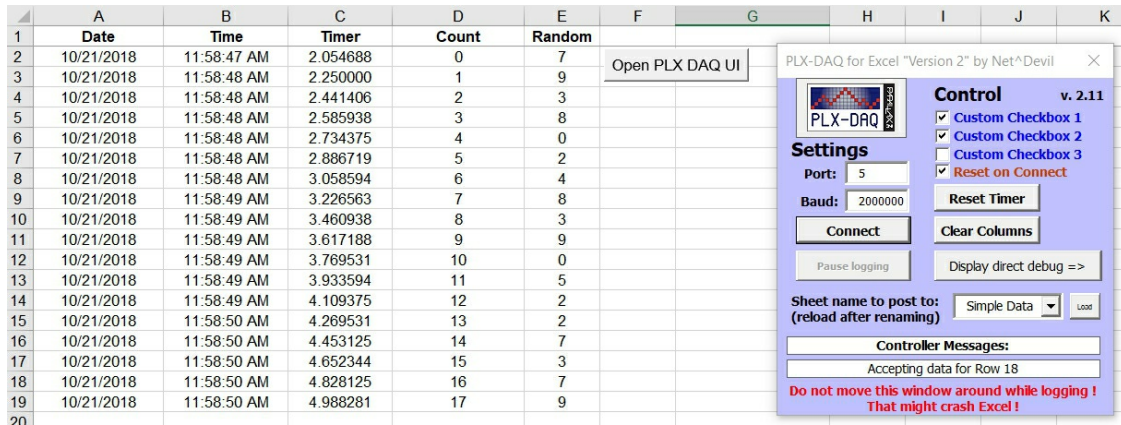 A B C D E F G H I J K
1 Date Time Timer Count Random
2 10/21/2018 11:58:47 AM 2.054688 0 7
3 10/21/2018 11:58:48 AM 2.250000 1 9
4 10/21/2018 11:58:48 AM 2.441406 2 3
5 10/21/2018 11:58:48 AM 2.585938 3 8
6 10/21/2018 11:58:48 AM 2.734375 4 0
7 10/21/2018 11:58:48 AM 2.886719 5 2
8 10/21/2018 11:58:48 AM 3.058594 6 4
9 10/21/2018 11:58:49 AM 3.226563 7 8
10 10/21/2018 11:58:49 AM 3.460938 8 3
11 10/21/2018 11:58:49 AM 3.617188 9 9
12 10/21/2018 11:58:49 AM 3.769531 10 0
13 10/21/2018 11:58:49 AM 3.933594 11 5
14 10/21/2018 11:58:49 AM 4.109375 12 2
15 10/21/2018 11:58:50 AM 4.269531 13 2
16 10/21/2018 11:58:50 AM 4.453125 14 7
17 10/21/2018 11:58:50 AM 4.652344 15 3
18 10/21/2018 11:58:50 AM 4.828125 16 7
19 10/21/2018 11:58:50 AM 4.988281 17 9
20
Open PLX DAQ UI
PLX-DAQ for Excel "Version 2" by Net^Devil
PLX-DAQ
PARALLAX
Control v. 2.11
Custom Checkbox 1
Custom Checkbox 2
Custom Checkbox 3
Reset on Connect
Settings
Port: 5
Baud: 2000000
Reset Timer
Connect
Clear Columns
Pause logging
Display direct debug =>
Sheet name to post to:
(reload after renaming)
Simple Data
Load
Controller Messages:
Accepting data for Row 18
Do not move this window around while logging !
That might crash Excel !